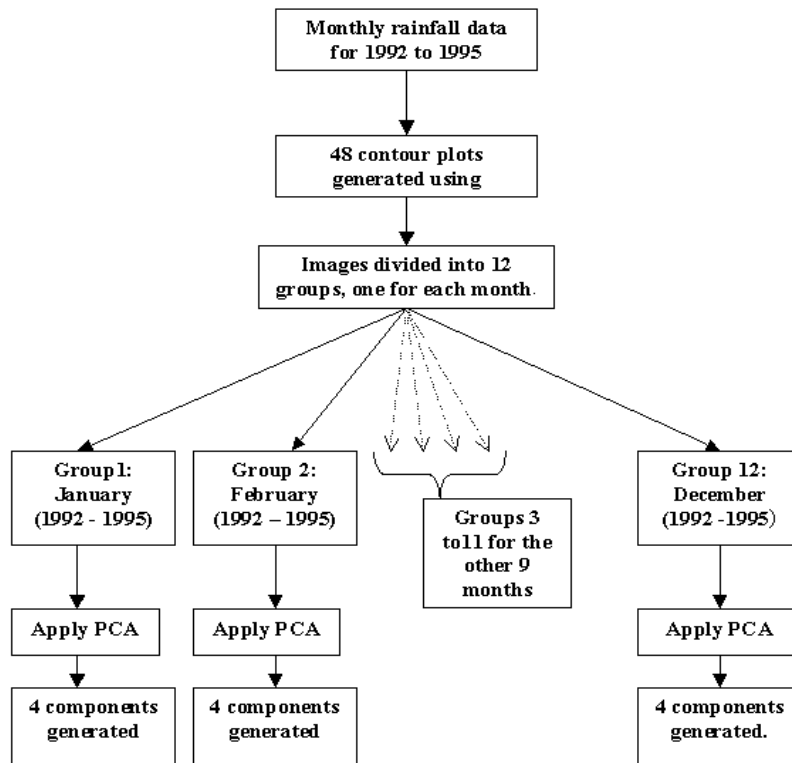 Monthly rainfall data
for 1992 to 1995
48 contour plots
generated using
Images divided into 12
groups, one for each month.
Group1:
January
(1992 - 1995)
Group 2:
February
(1992 – 1995)
Groups 3
to11 for the
other 9
months
Group 12:
December
(1992 -1995)
Apply PCA
Apply PCA
Apply PCA
4 components
generated
4 components
generated
4 components
generated.